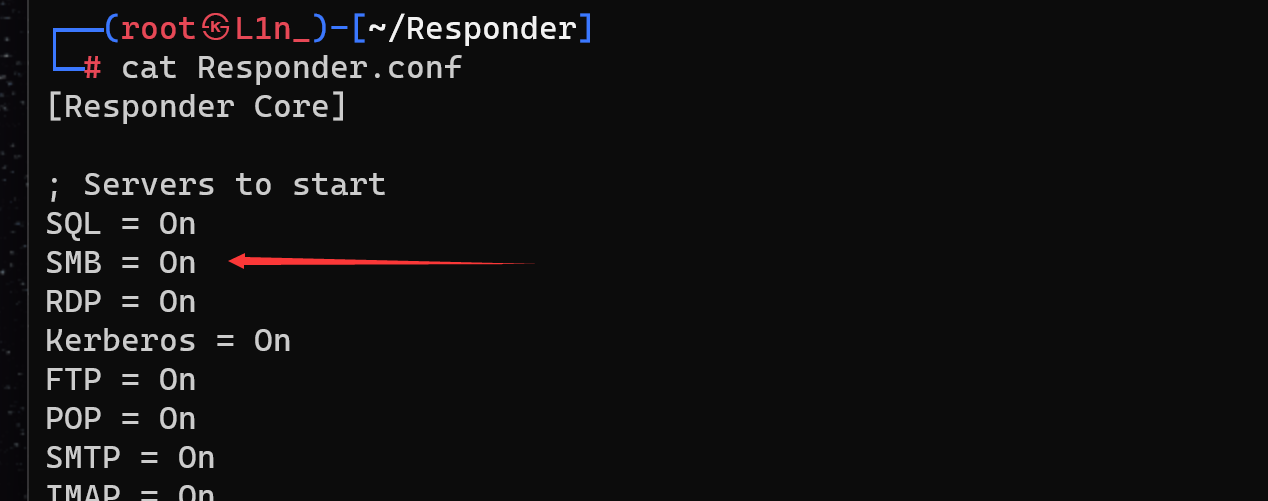 ┌──(root㉿L1n_)-[~/Responder]
└─# cat Responder.conf
[Responder Core]
; Servers to start
SQL = On
SMB = On
RDP = On
Kerberos = On
FTP = On
POP = On
SMTP = On
IMAP = On